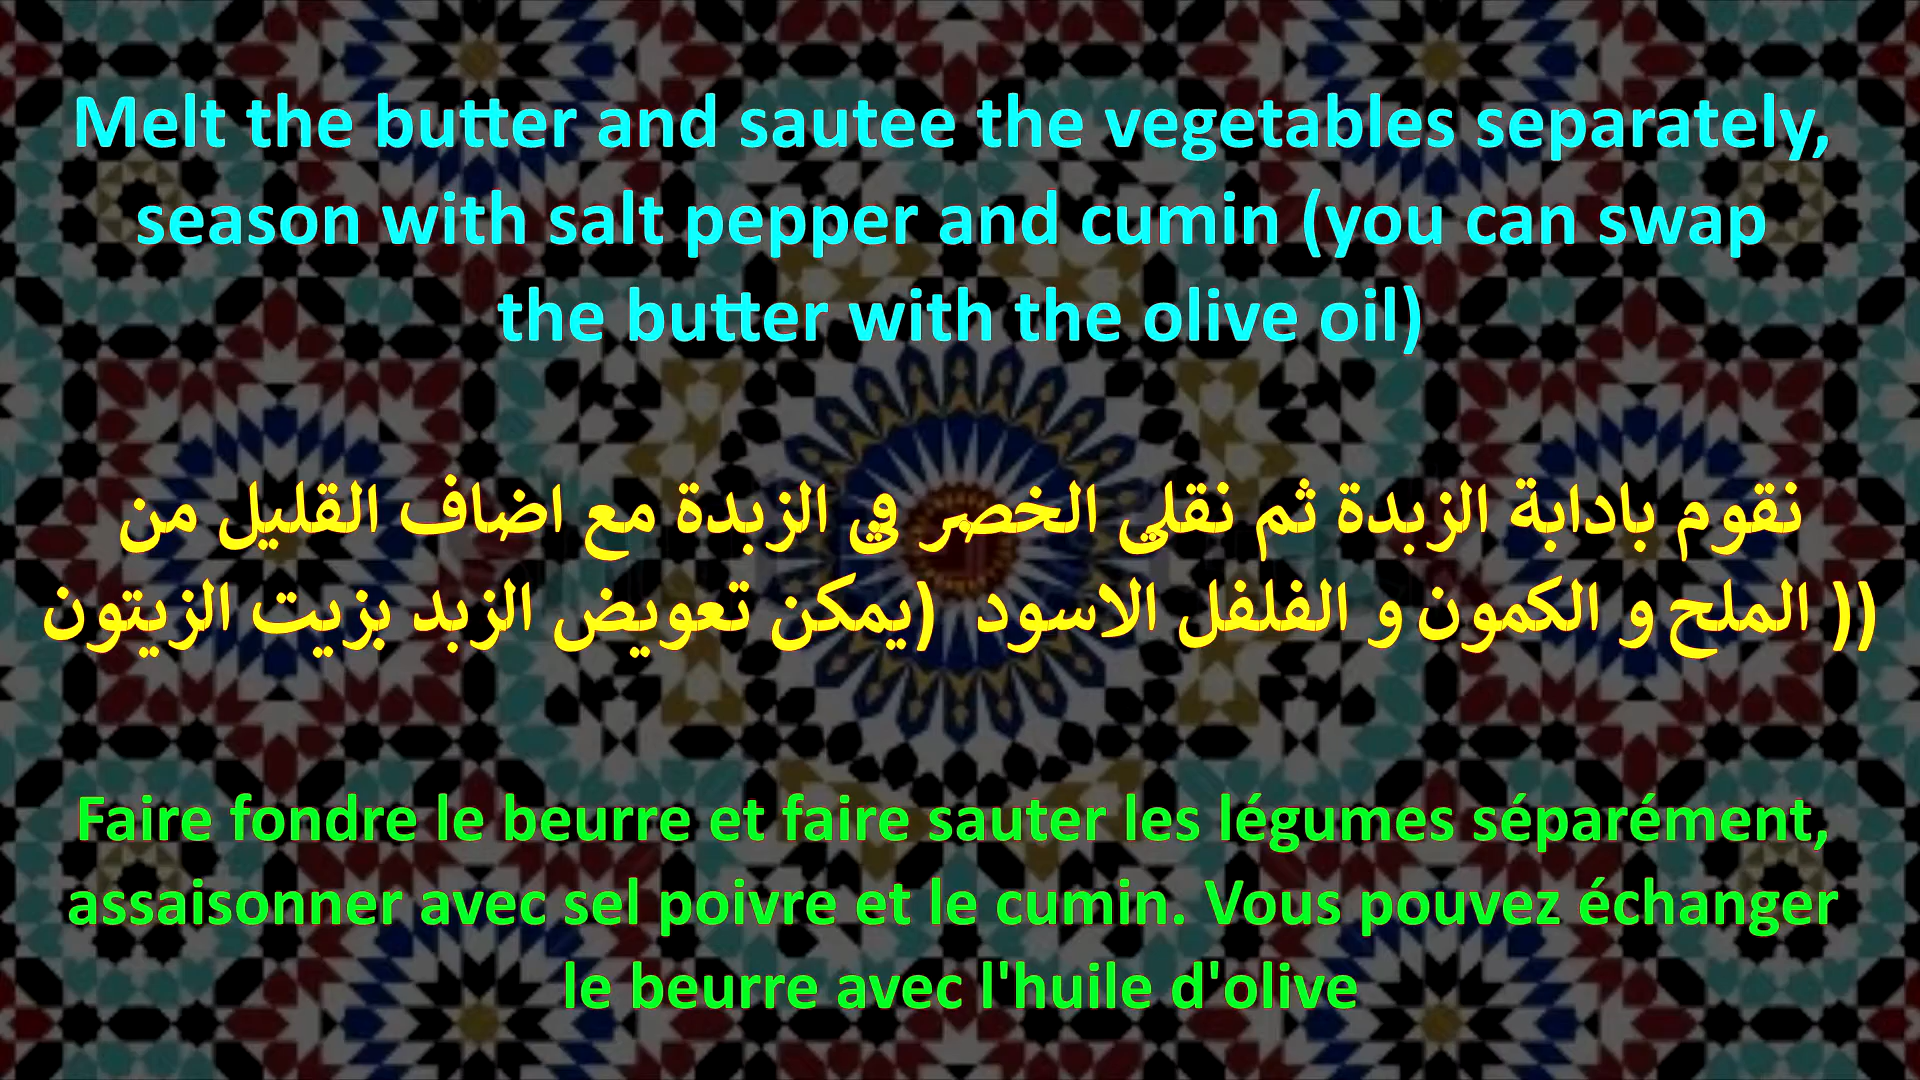 Melt the butter and sautee the vegetables separately,
season with salt pepper and cumin (you can swap
the butter with the olive oil)
نقوم بادابة الزبدة ثم نقلي الخصر في الزبدة مع اضاف القليل من
(( الملح و الكمون و الفلفل الاسود (يمكن تعويض الزبد بزيت الزيتون
Faire fondre le beurre et faire sauter les légumes séparément,
assaisonner avec sel poivre et le cumin. Vous pouvez échanger
le beurre avec l'huile d'olive